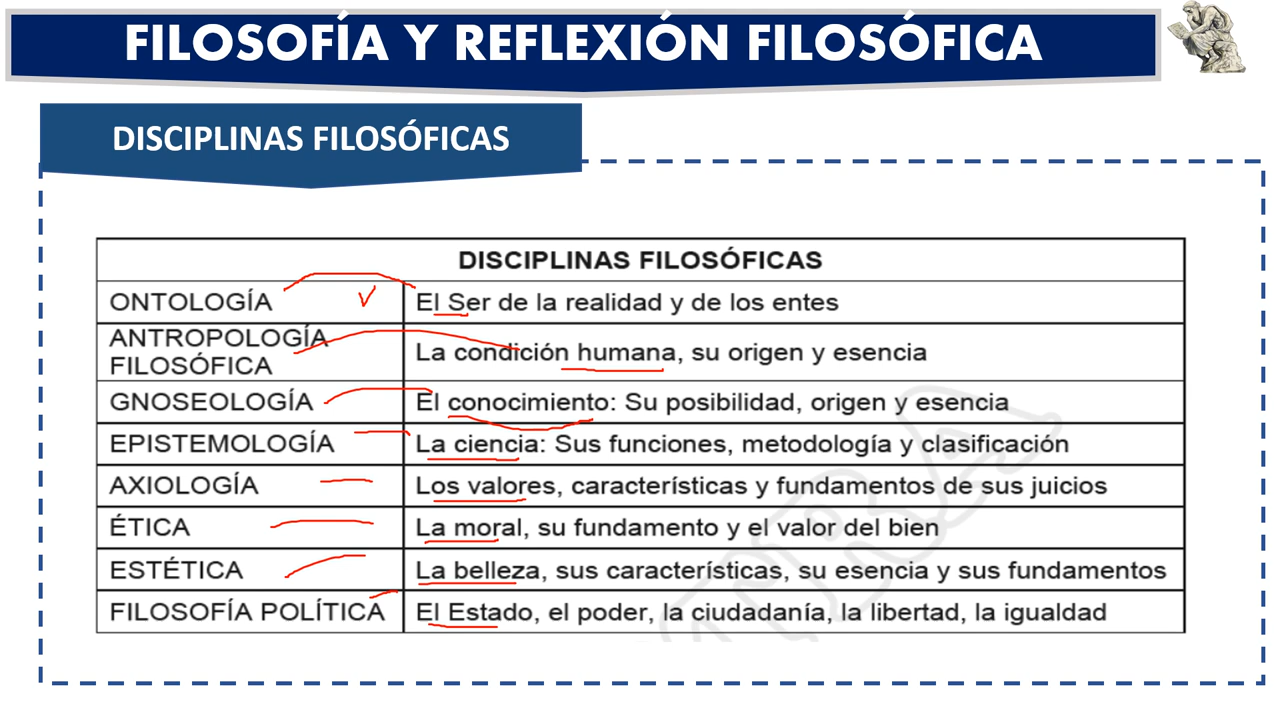 FILOSOFÍA Y REFLEXIÓN FILOSÓFICA
DISCIPLINAS FILOSÓFICAS
DISCIPLINAS FILOSÓFICAS
ONTOLOGÍA El Ser de la realidad y de los entes
ANTROPOLOGÍA
FILOSÓFICA La condición humana, su origen y esencia
GNOSEOLOGÍA El conocimiento: Su posibilidad, origen y esencia
EPISTEMOLOGÍA La ciencia: Sus funciones, metodología y clasificación
AXIOLOGÍA Los valores, características y fundamentos de sus juicios
ÉTICA La moral, su fundamento y el valor del bien
ESTÉTICA La belleza, sus características, su esencia y sus fundamentos
FILOSOFÍA POLÍTICA El Estado, el poder, la ciudadanía, la libertad, la igualdad